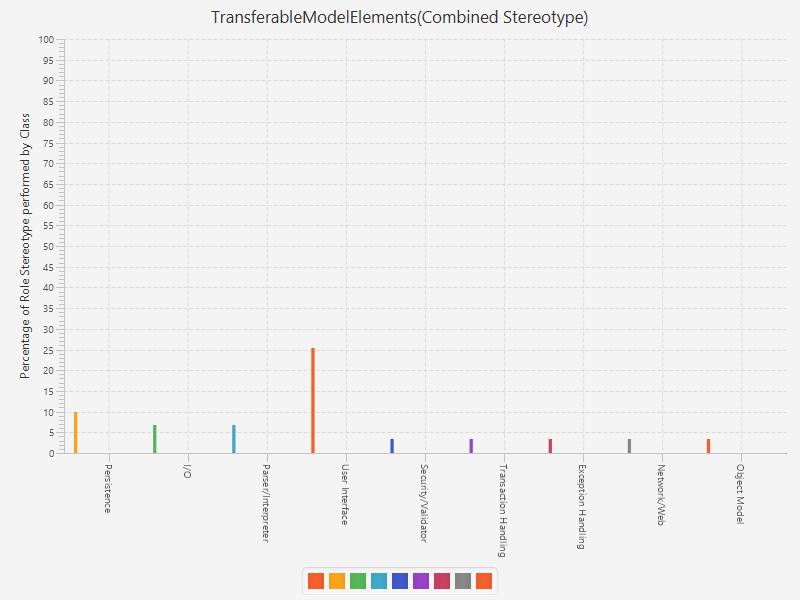 TransferableModelElements(Combined Stereotype)
Percentage of Role Stereotype performed by Class
100
95
90
85
80
75
70
65
60
55
50
45
40
35
30
25
20
15
10
5
0
Persistence
I/O
Parser/Interpreter
User Interface
Security/Validator
Transaction Handling
Exception Handling
Network/Web
Object Model